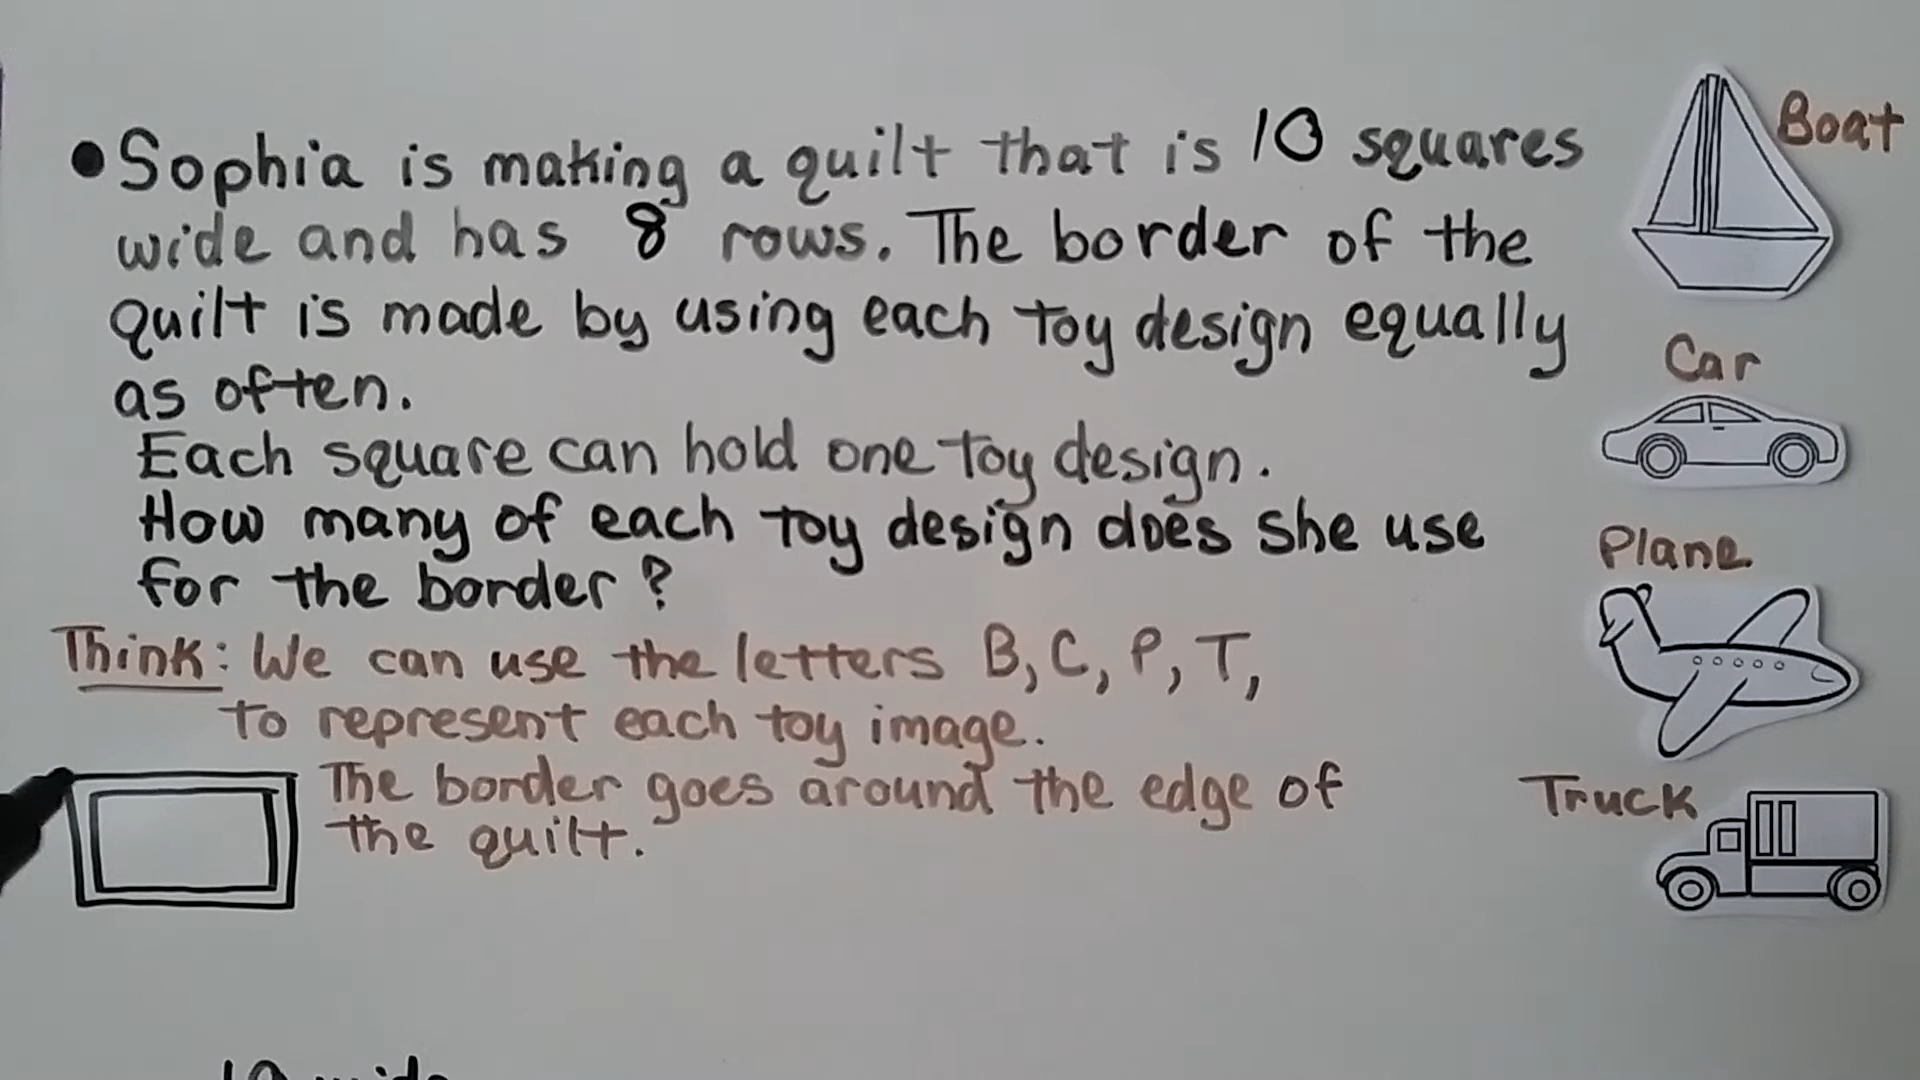 • Sophia is making a quilt that is 10 squares
wide and has 8 rows. The border of the
quilt is made by using each toy design equally
as often.
Each square can hold one toy design.
How many of each toy design does she use
for the border?
Think: We can use the letters B, C, P, T,
to represent each toy image.
The border goes around the edge of
the quilt.
Boat
Car
Plane
Truck
10 wide